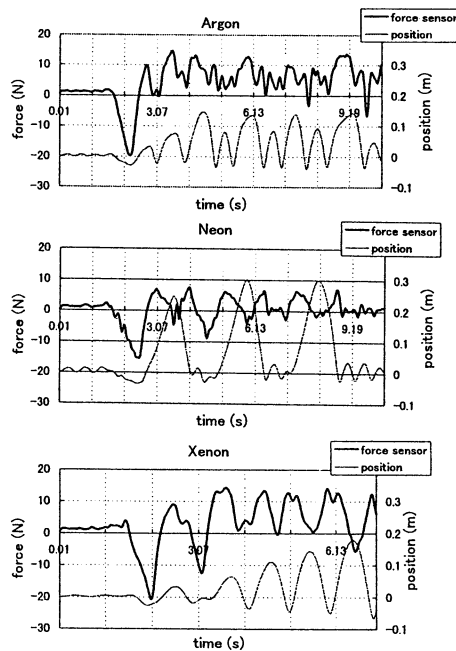 Argon
force sensor
position
force (N)
20
10
0
-10
-20
-30
0.01
3.07
6.13
9.19
0.3
0.2
0.1
0
-0.1
position (m)
time (s)
Neon
force sensor
position
force (N)
20
10
0
-10
-20
-30
0.01
3.07
6.13
9.19
0.3
0.2
0.1
0
-0.1
position (m)
time (s)
Xenon
force sensor
position
force (N)
20
10
0
-10
-20
-30
0.01
3.07
6.13
0.3
0.2
0.1
0
-0.1
position (m)
time (s)